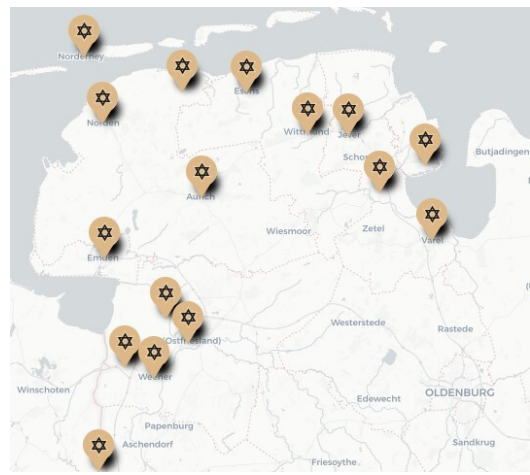 Norderney
Esens
Norden
Wittmund
Jever
Butjadingen
Aurich
Wiesmoor
Zetel
Varel
Emden
(Ostfriesland)
Westerstede
Rastede
Weener
Winschoten
Edewecht
OLDENBURG
Papenburg
Aschendorf
Sandkrug
Friesoythe